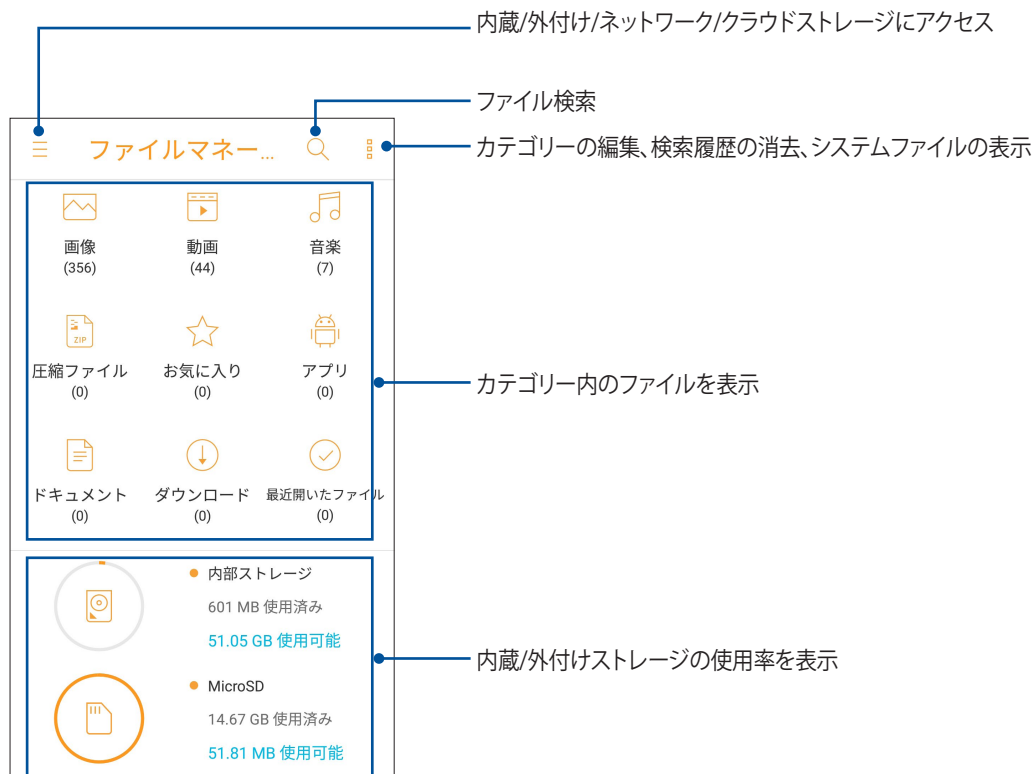 内蔵/外付け/ネットワーク/クラウドストレージにアクセス
ファイル検索
カテゴリーの編集、検索履歴の消去、システムファイルの表示
ファイルマネー...
画像
(356)
動画
(44)
音楽
(7)
ZIP
圧縮ファイル
(0)
お気に入り
(0)
アプリ
(0)
カテゴリー内のファイルを表示
ドキュメント
(0)
ダウンロード
(0)
最近開いたファイル
(0)
内部ストレージ
601 MB 使用済み
51.05 GB 使用可能
内蔵/外付けストレージの使用率を表示
MicroSD
14.67 GB 使用済み
51.81 MB 使用可能